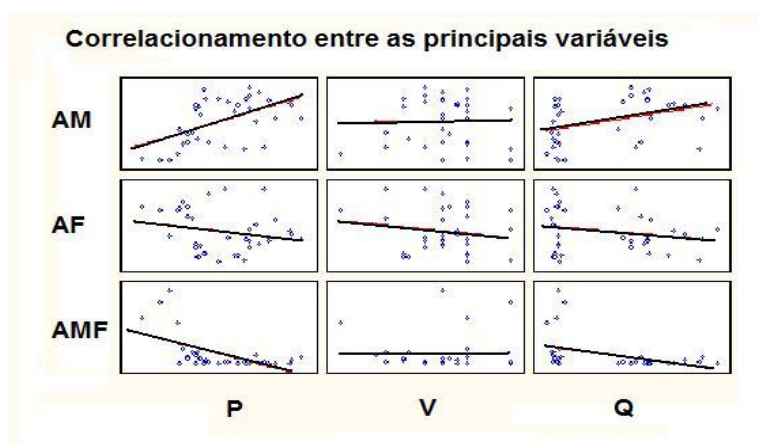 Correlacionamento entre as principais variáveis
AM
AF
AMF
P V Q